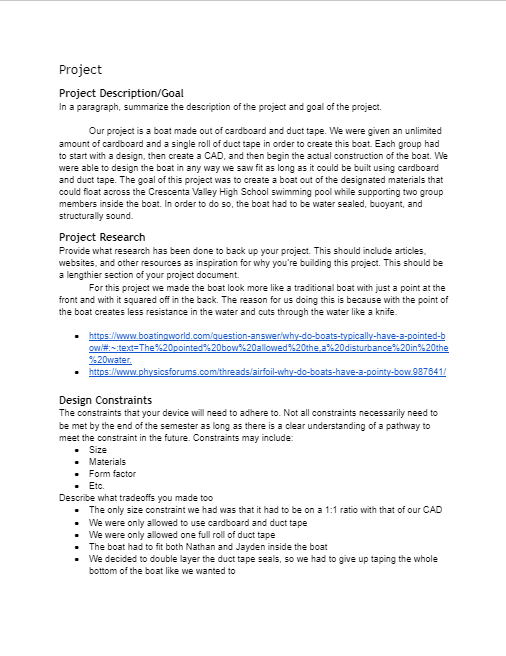 Project
Project Description/Goal
In a paragraph, summarize the description of the project and goal of the project.
Our project is a boat made out of cardboard and duct tape. We were given an unlimited
amount of cardboard and a single roll of duct tape in order to create this boat. Each group had
to start with a design, then create a CAD, and then begin the actual construction of the boat. We
were able to design the boat in any way we saw fit as long as it could be built using cardboard
and duct tape. The goal of this project was to create a boat out of the designated materials that
could float across the Crescenta Valley High School swimming pool while supporting two group
members inside the boat. In order to do so, the boat had to be water sealed, buoyant, and
structurally sound.
Project Research
Provide what research has been done to back up your project. This should include articles,
websites, and other resources as inspiration for why you're building this project. This should be
a lengthier section of your project document.
For this project we made the boat look more like a traditional boat with just a point at the
front and with it squared off in the back. The reason for us doing this is because with the point of
the boat creates less resistance in the water and cuts through the water like a knife.
• https://www.boatingworld.com/question-answer/why-do-boats-typically-have-a-pointed-b
ow/#:~:text=The%20pointed%20bow%20allowed%20the,a%20disturbance%20in%20the
%20water.
• https://www.physicsforums.com/threads/airfoil-why-do-boats-have-a-pointy-bow.987641/
Design Constraints
The constraints that your device will need to adhere to. Not all constraints necessarily need to
be met by the end of the semester as long as there is a clear understanding of a pathway to
meet the constraint in the future. Constraints may include:
• Size
• Materials
• Form factor
• Etc.
Describe what tradeoffs you made too
• The only size constraint we had was that it had to be on a 1:1 ratio with that of our CAD
• We were only allowed to use cardboard and duct tape
• We were only allowed one full roll of duct tape
• The boat had to fit both Nathan and Jayden inside the boat
• We decided to double layer the duct tape seals, so we had to give up taping the whole
bottom of the boat like we wanted to